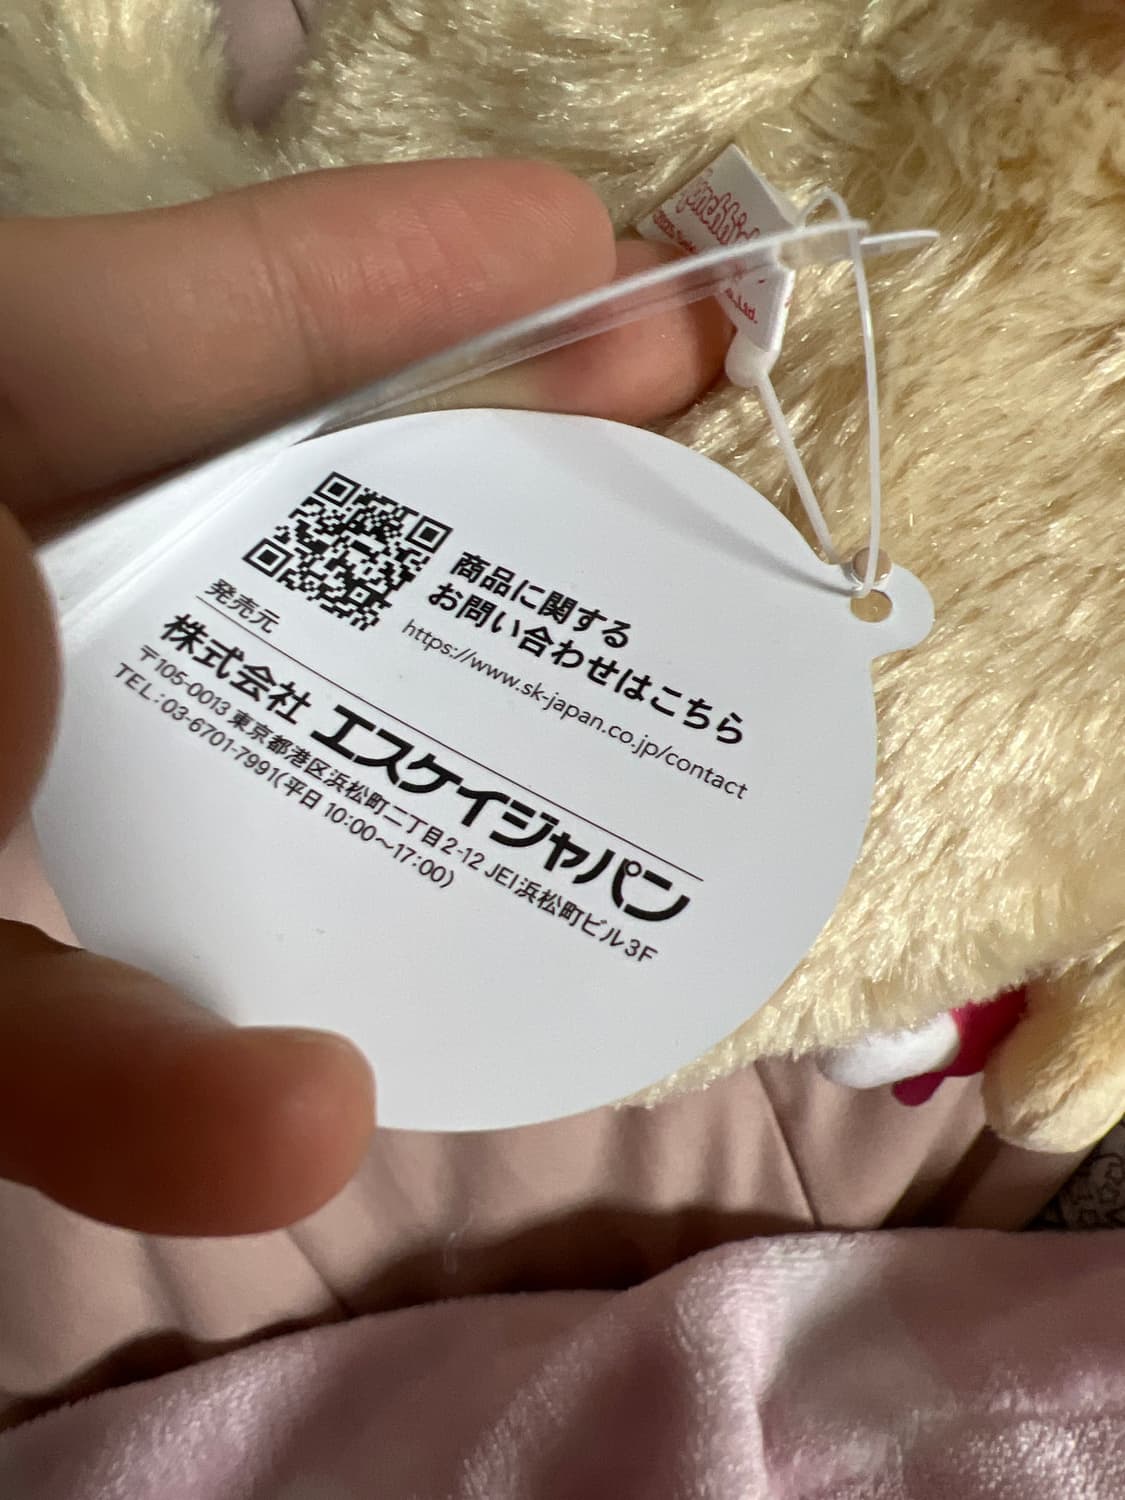 商品に関する
お問い合わせはこちら
https://www.sk-japan.co.jp/contact
発売元
株式会社 エスケイジャパン
〒105-0013 東京都港区浜松町二丁目2-12 JEI浜松町ビル3F
TEL:03-6701-7991(平日 10:00～17:00)
Ltd.